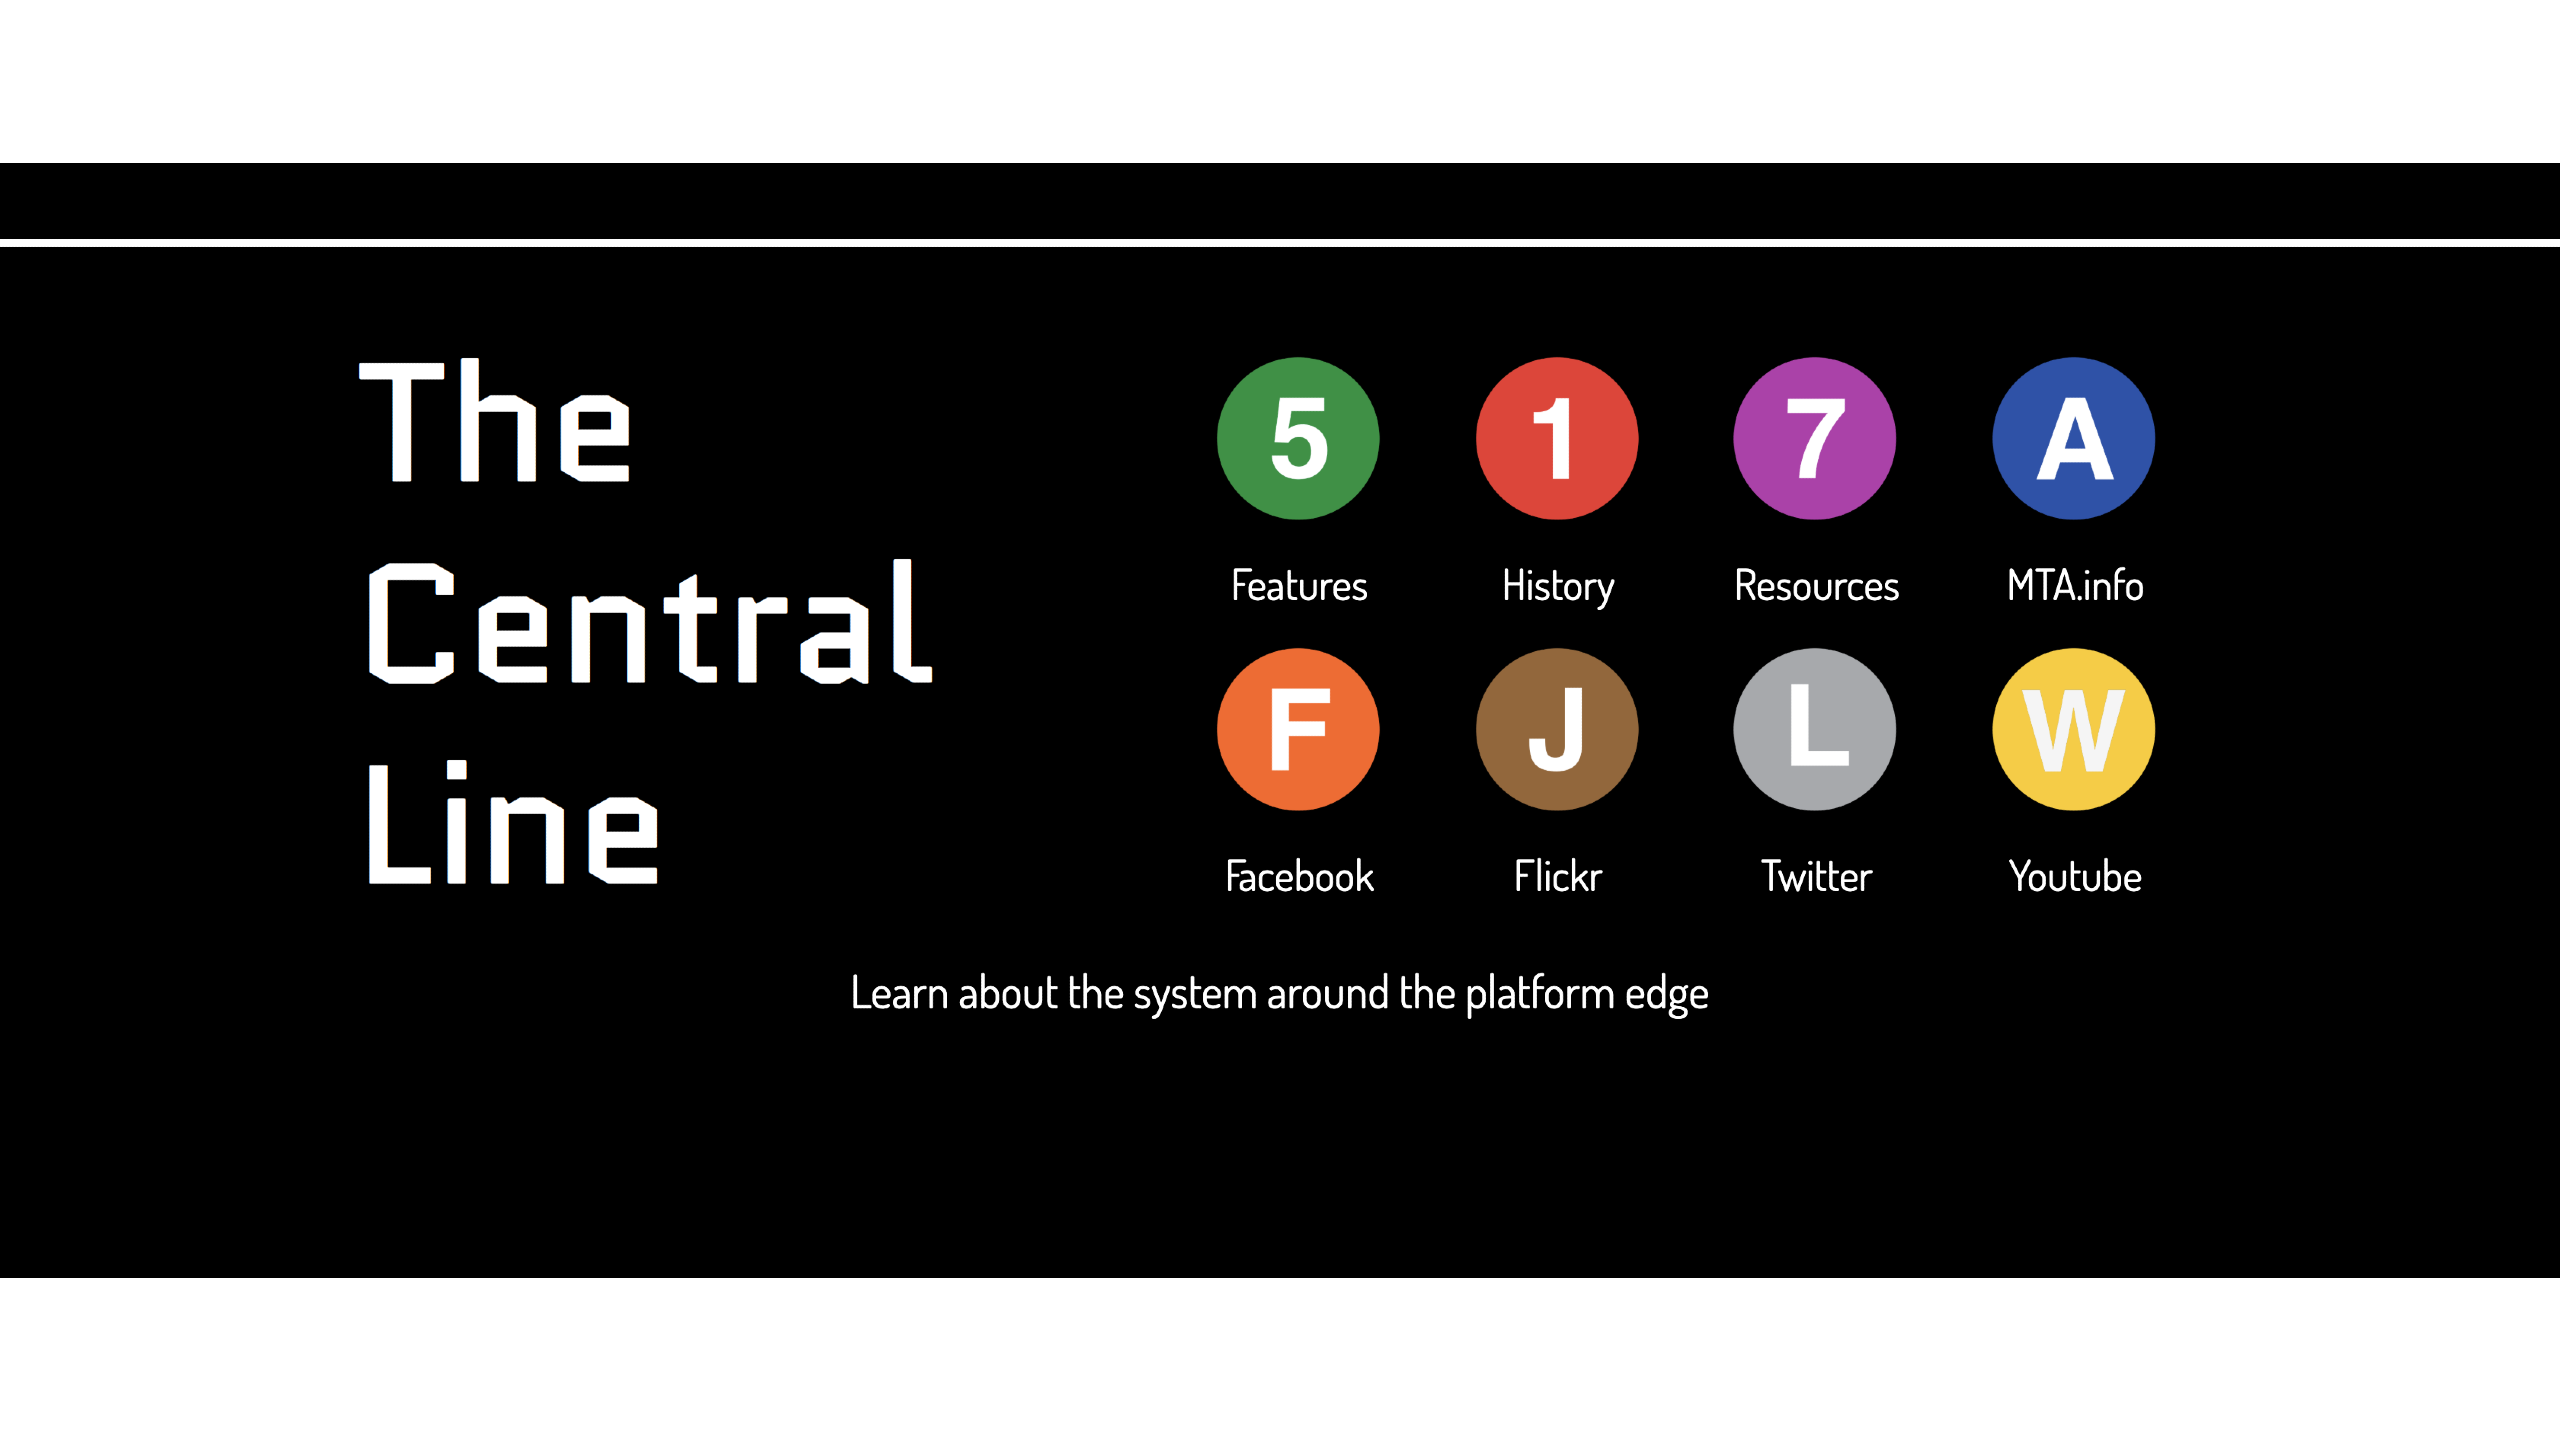 The
Central
Line
5 1 7 A
Features History Resources MTA.info
F J L W
Facebook Flickr Twitter Youtube
Learn about the system around the platform edge